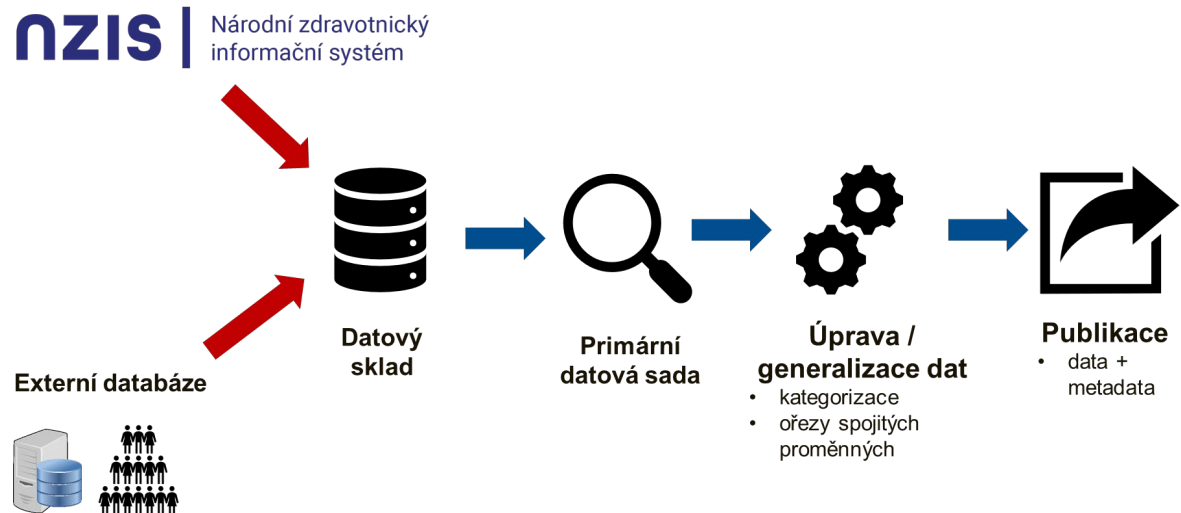 nzis
Národní zdravotnický
informační systém
Datový
sklad
Primární
datová sada
Úprava /
generalizace dat
• kategorizace
• ořezy spojitých
proměnných
Publikace
• data +
metadata
Externí databáze